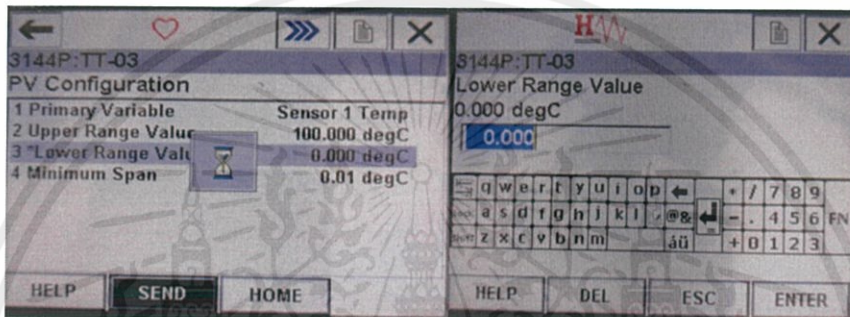 3144P:TT-03
PV Configuration
1 Primary Variable Sensor 1 Temp
2 Upper Range Value 100.000 degC
3 *Lower Range Valu 0.000 degC
4 Minimum Span 0.01 degC
HELP SEND HOME
H
3144P:TT-03
Lower Range Value
0.000 degC
0.000
q w e r t y u i o p * / 7 8 9
a s d f g h j k l @& - . 4 5 6 FN
z x c v b n m áü + 0 1 2 3
HELP DEL ESC ENTER